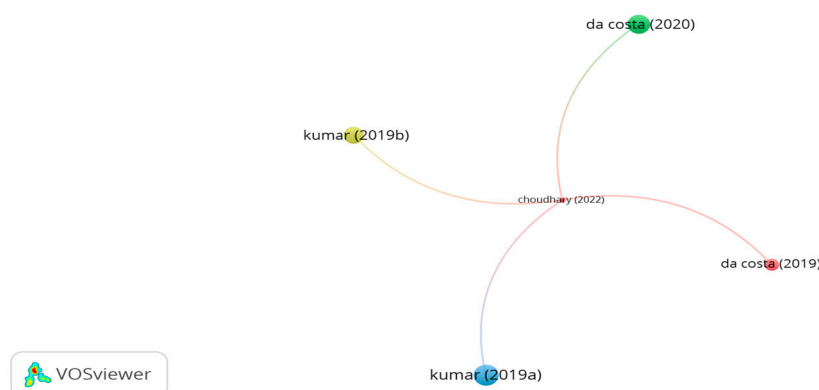 da costa (2020)
kumar (2019b)
choudhary (2022)
da costa (2019)
kumar (2019a)
VOSviewer